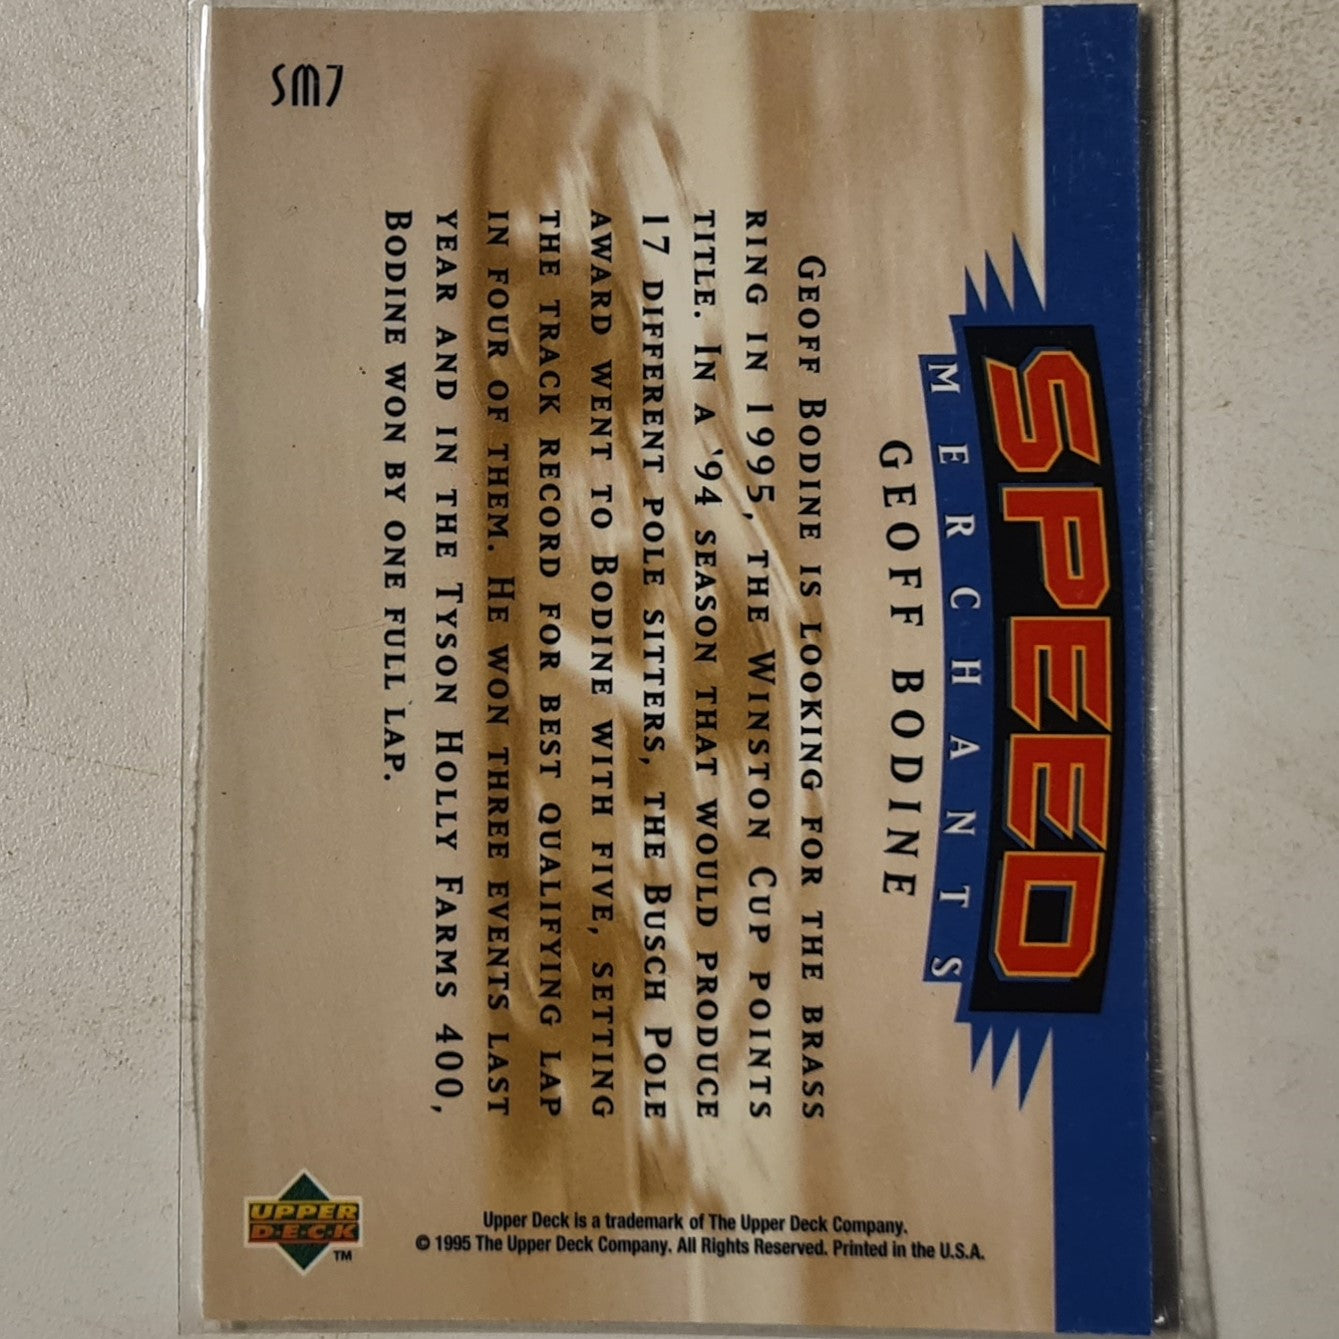 SPEED
MERCHANTS
GEOFF BODINE
GEOFF BODINE IS LOOKING FOR THE BRASS
RING IN 1995, THE WINSTON CUP POINTS
TITLE. IN A '94 SEASON THAT WOULD PRODUCE
17 DIFFERENT POLE SITTERS, THE BUSCH POLE
AWARD WENT TO BODINE WITH FIVE, SETTING
THE TRACK RECORD FOR BEST QUALIFYING LAP
IN FOUR OF THEM. HE WON THREE EVENTS LAST
YEAR AND IN THE TYSON HOLLY FARMS 400,
BODINE WON BY ONE FULL LAP.
SM7
Upper Deck is a trademark of The Upper Deck Company.
© 1995 The Upper Deck Company. All Rights Reserved. Printed in the U.S.A.
UPPER
D·E·C·K
TM